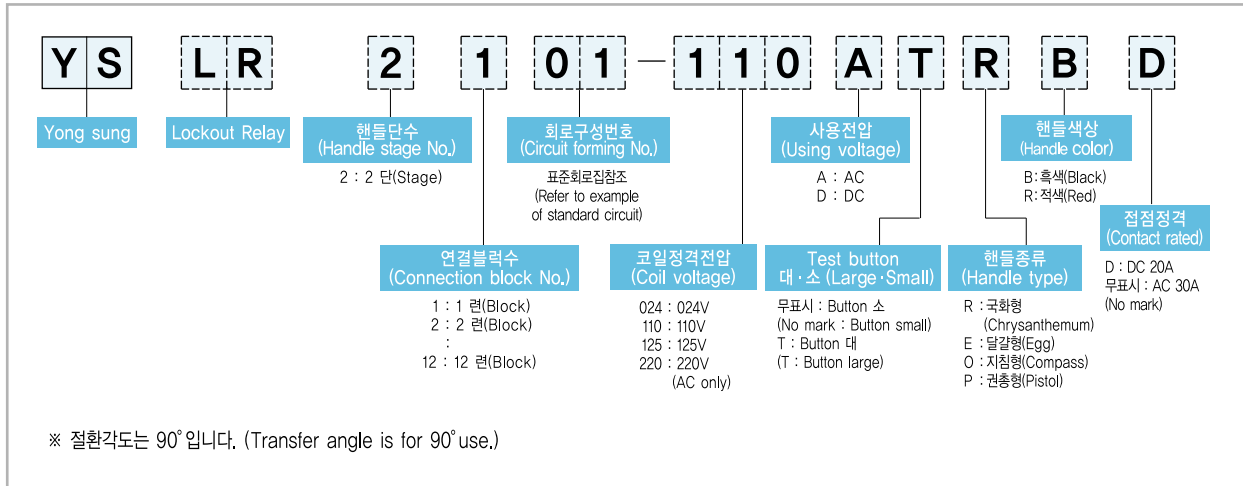 YS LR 2 1 01 — 110 A T R B D
Yong sung
Lockout Relay
핸들단수
(Handle stage No.)
2 : 2 단(Stage)
회로구성번호
(Circuit forming No.)
표준회로집참조
(Refer to example
of standard circuit)
사용전압
(Using voltage)
A : AC
D : DC
핸들색상
(Handle color)
B:흑색(Black)
R:적색(Red)
연결블럭수
(Connection block No.)
1 : 1 련(Block)
2 : 2 련(Block)
:
12 : 12 련(Block)
코일정격전압
(Coil voltage)
024 : 024V
110 : 110V
125 : 125V
220 : 220V
(AC only)
Test button
대·소 (Large·Small)
무표시 : Button 소
(No mark : Button small)
T : Button 대
(T : Button large)
핸들종류
(Handle type)
R : 국화형
(Chrysanthemum)
E : 달걀형(Egg)
O : 지침형(Compass)
P : 권총형(Pistol)
접점정격
(Contact rated)
D : DC 20A
무표시 : AC 30A
(No mark)
※ 절환각도는 90°입니다. (Transfer angle is for 90°use.)